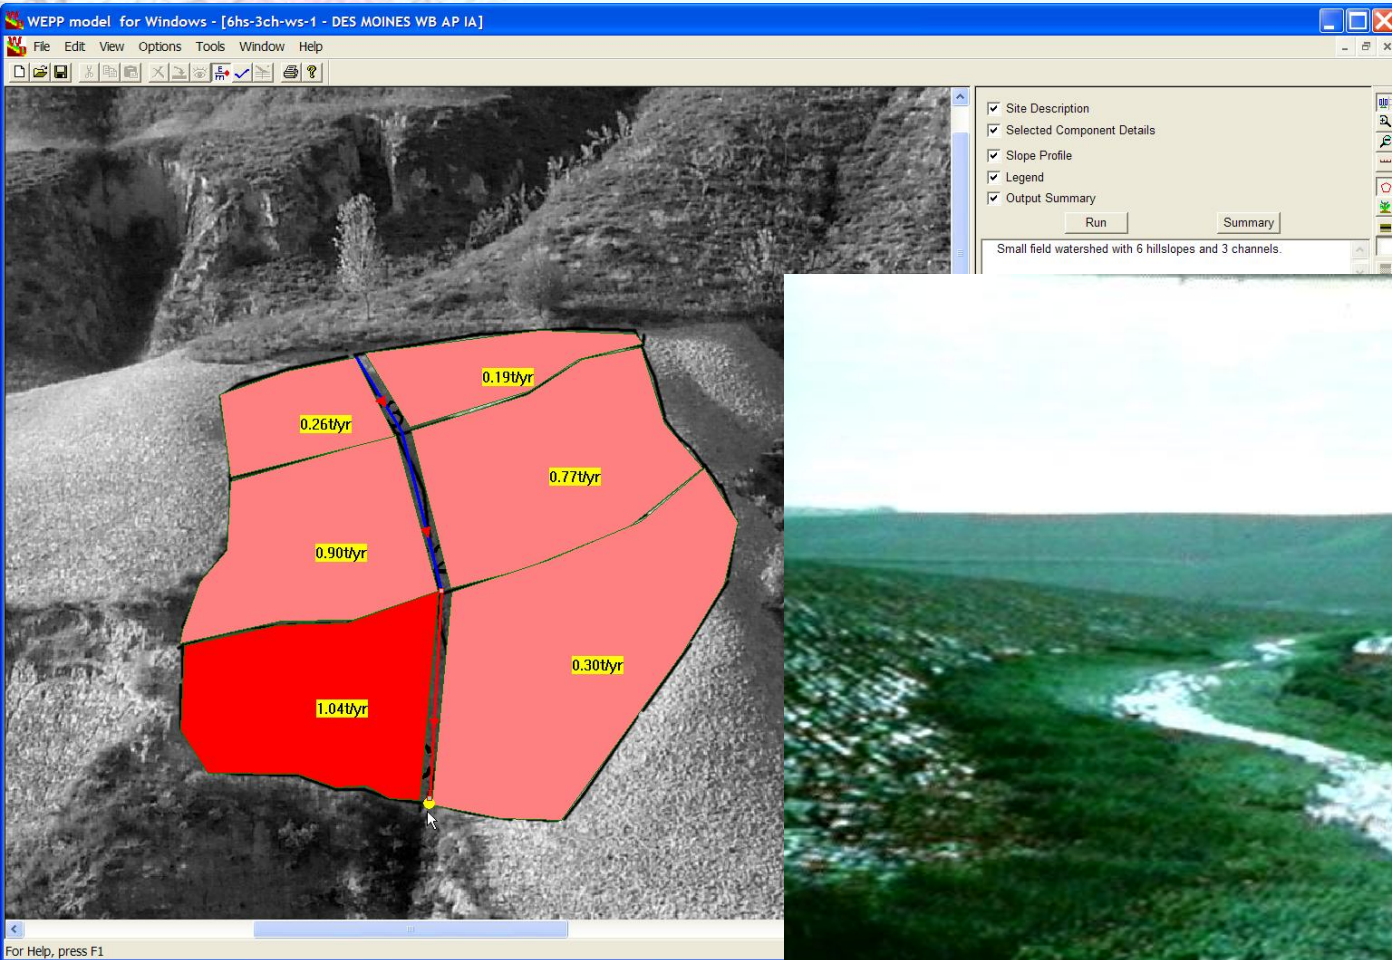 WEPP model for Windows - [6hs-3ch-ws-1 - DES MOINES WB AP IA]
File Edit View Options Tools Window Help
Site Description
Selected Component Details
Slope Profile
Legend
Output Summary
Run Summary
Small field watershed with 6 hillslopes and 3 channels.
0.19t/yr
0.26t/yr
0.77t/yr
0.90t/yr
0.30t/yr
1.04t/yr
For Help, press F1